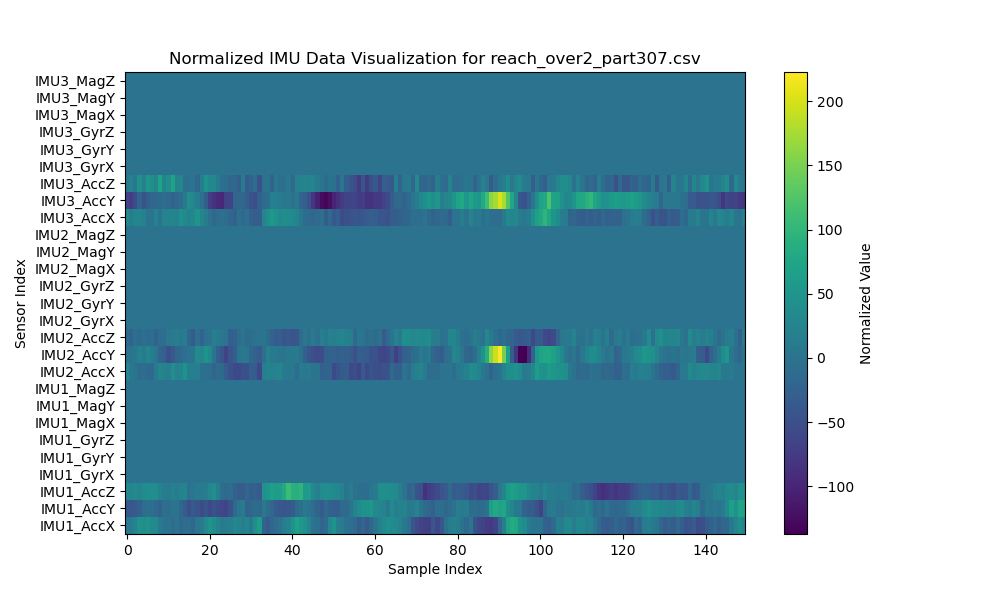 Normalized IMU Data Visualization for reach_over2_part307.csv
IMU3_MagZ
IMU3_MagY
IMU3_MagX
IMU3_GyrZ
IMU3_GyrY
IMU3_GyrX
IMU3_AccZ
IMU3_AccY
IMU3_AccX
IMU2_MagZ
IMU2_MagY
IMU2_MagX
IMU2_GyrZ
IMU2_GyrY
IMU2_GyrX
IMU2_AccZ
IMU2_AccY
IMU2_AccX
IMU1_MagZ
IMU1_MagY
IMU1_MagX
IMU1_GyrZ
IMU1_GyrY
IMU1_GyrX
IMU1_AccZ
IMU1_AccY
IMU1_AccX
Sensor Index
0 20 40 60 80 100 120 140
Sample Index
200
150
100
50
0
−50
−100
Normalized Value